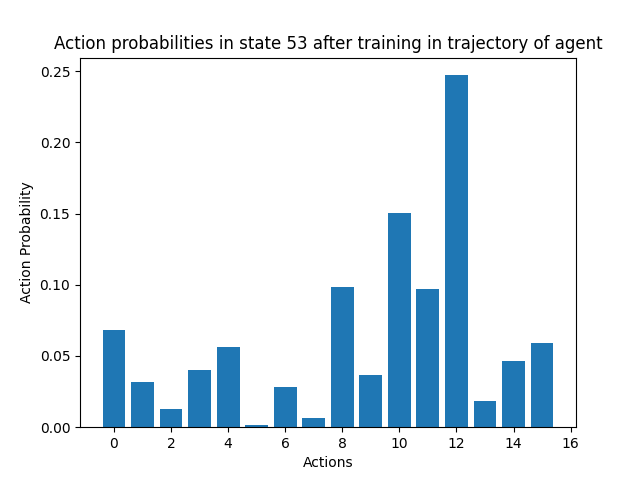 Action probabilities in state 53 after training in trajectory of agent
0.25
0.20
0.15
0.10
0.05
0.00
Action Probability
0 2 4 6 8 10 12 14 16
Actions